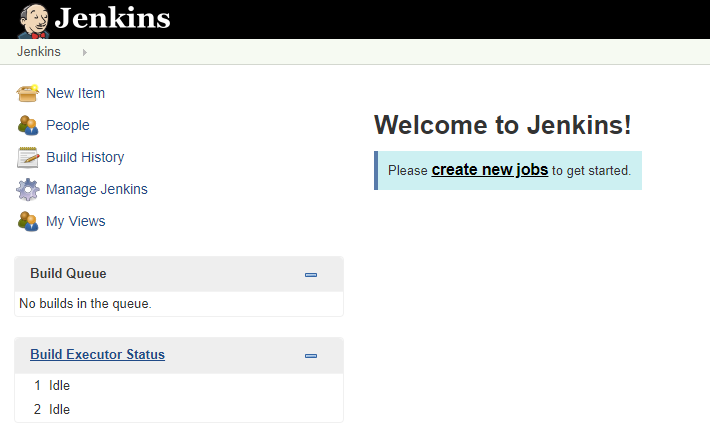 Jenkins
Jenkins
New Item
People
Build History
Manage Jenkins
My Views
Build Queue
No builds in the queue.
Build Executor Status
1 Idle
2 Idle
Welcome to Jenkins!
Please create new jobs to get started.